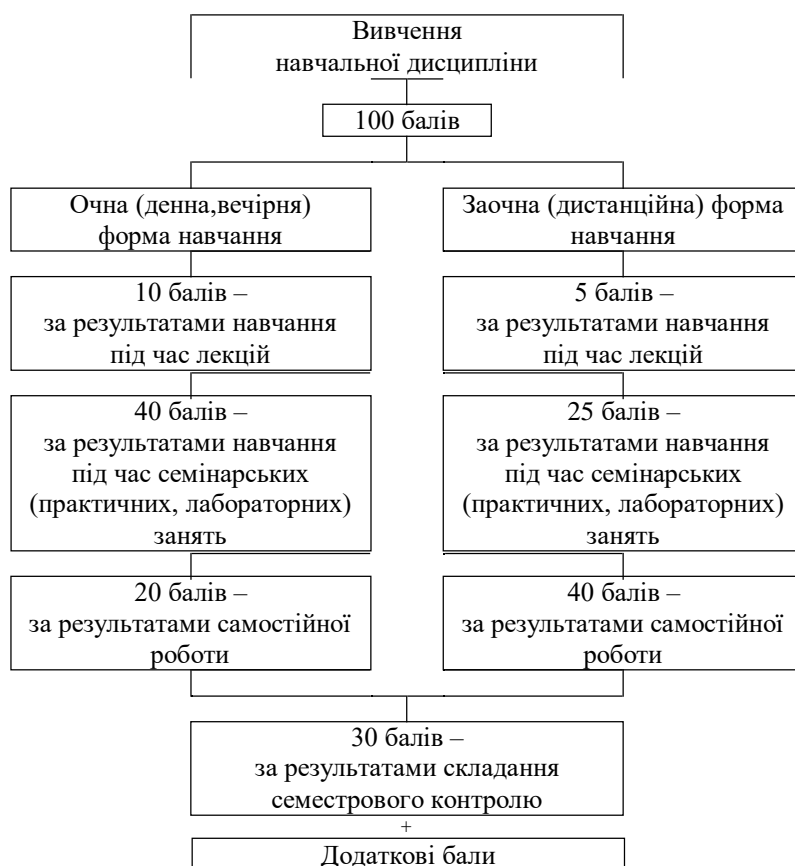 Вивчення
навчальної дисципліни
100 балів
Очна (денна,вечірня)
форма навчання
Заочна (дистанційна) форма
навчання
10 балів –
за результатами навчання
під час лекцій
5 балів –
за результатами навчання
під час лекцій
40 балів –
за результатами навчання
під час семінарських
(практичних, лабораторних)
занять
25 балів –
за результатами навчання
під час семінарських
(практичних, лабораторних)
занять
20 балів –
за результатами самостійної
роботи
40 балів –
за результатами самостійної
роботи
30 балів –
за результатами складання
семестрового контролю
+
Додаткові бали